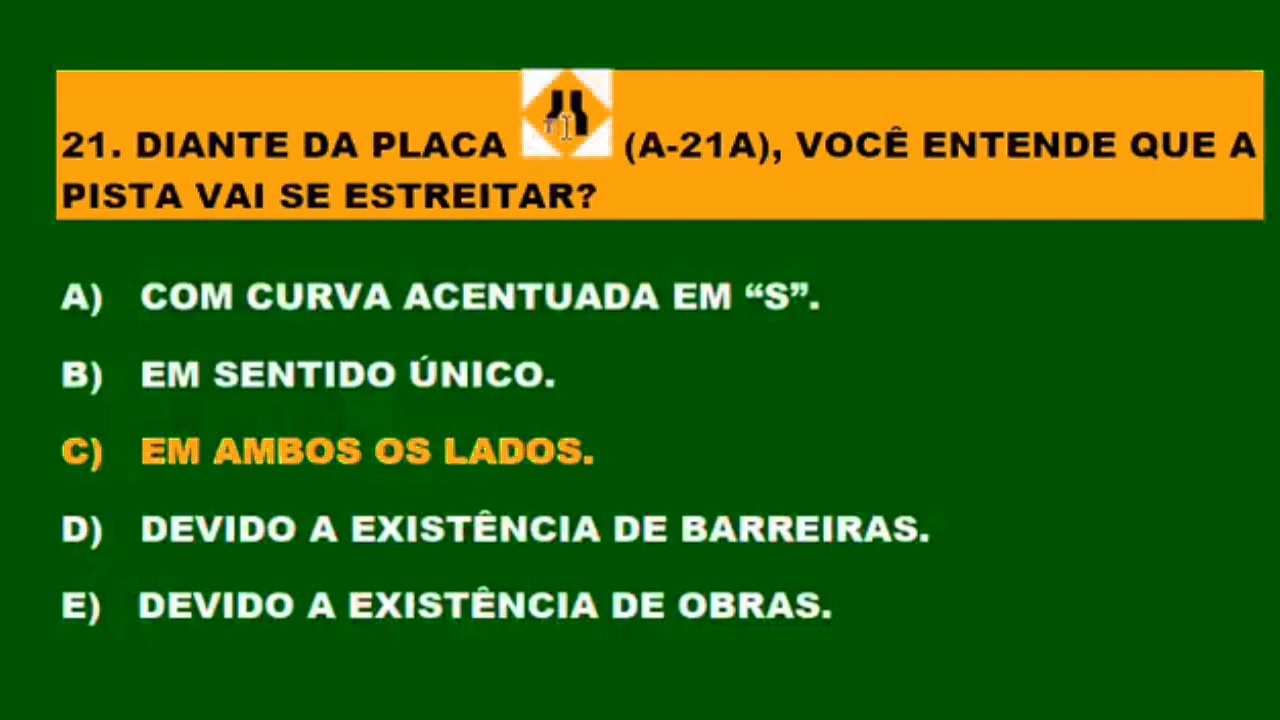 21. DIANTE DA PLACA (A-21A), VOCÊ ENTENDE QUE A
PISTA VAI SE ESTREITAR?
A) COM CURVA ACENTUADA EM “S”.
B) EM SENTIDO ÚNICO.
C) EM AMBOS OS LADOS.
D) DEVIDO A EXISTÊNCIA DE BARREIRAS.
E) DEVIDO A EXISTÊNCIA DE OBRAS.